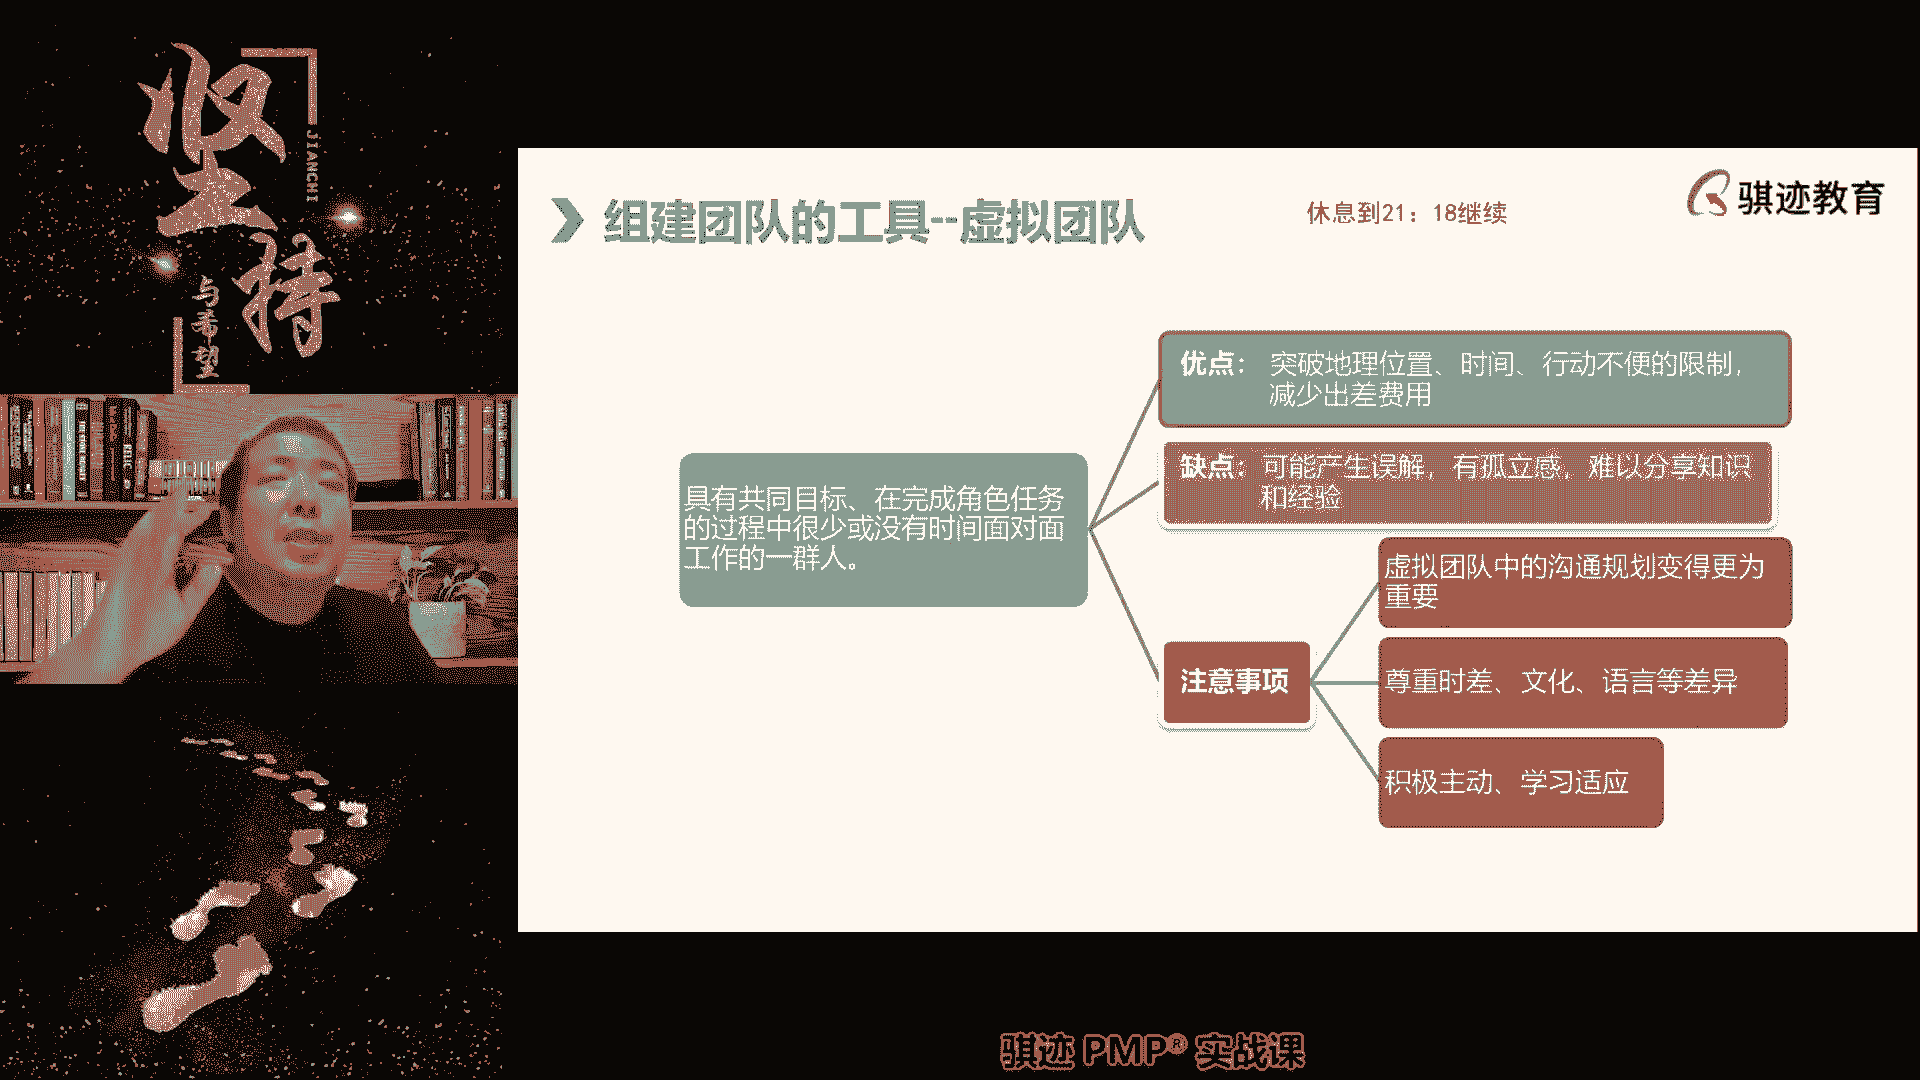 坚持
JIANCHI
与希望
组建团队的工具--虚拟团队
休息到21：18继续
骐迹教育
具有共同目标、在完成角色任务
的过程中很少或没有时间面对面
工作的一群人。
优点： 突破地理位置、时间、行动不便的限制，
减少出差费用
缺点：可能产生误解，有孤立感，难以分享知识
和经验
注意事项
虚拟团队中的沟通规划变得更为
重要
尊重时差、文化、语言等差异
积极主动、学习适应
骐迹 PMP® 实战课